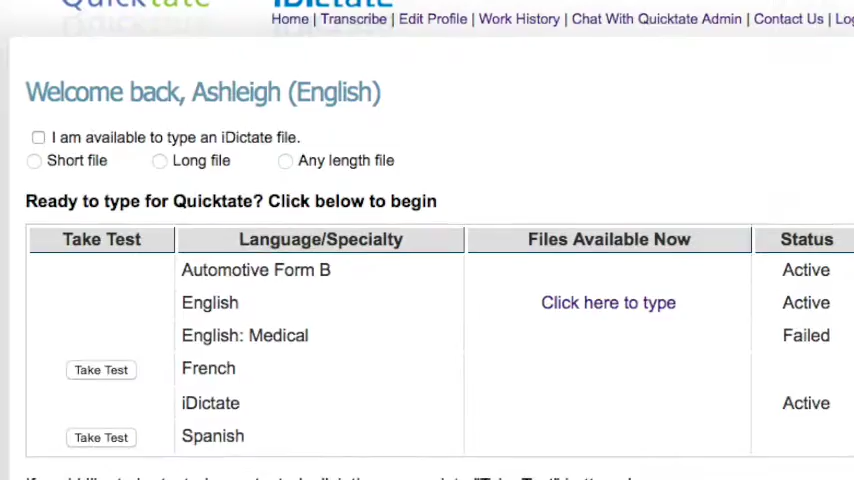 Quicktate iDictate
Home | Transcribe | Edit Profile | Work History | Chat With Quicktate Admin | Contact Us | Log
Welcome back, Ashleigh (English)
I am available to type an iDictate file.
Short file Long file Any length file
Ready to type for Quicktate? Click below to begin
Take Test Language/Specialty Files Available Now Status
Automotive Form B Active
English Click here to type Active
English: Medical Failed
Take Test French
iDictate Active
Take Test Spanish